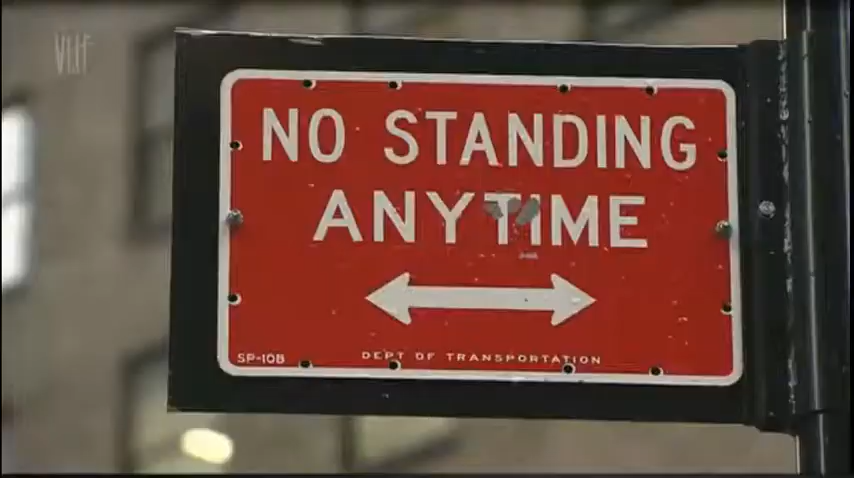 NO STANDING
ANYTIME
SP-10B
DEPT OF TRANSPORTATION